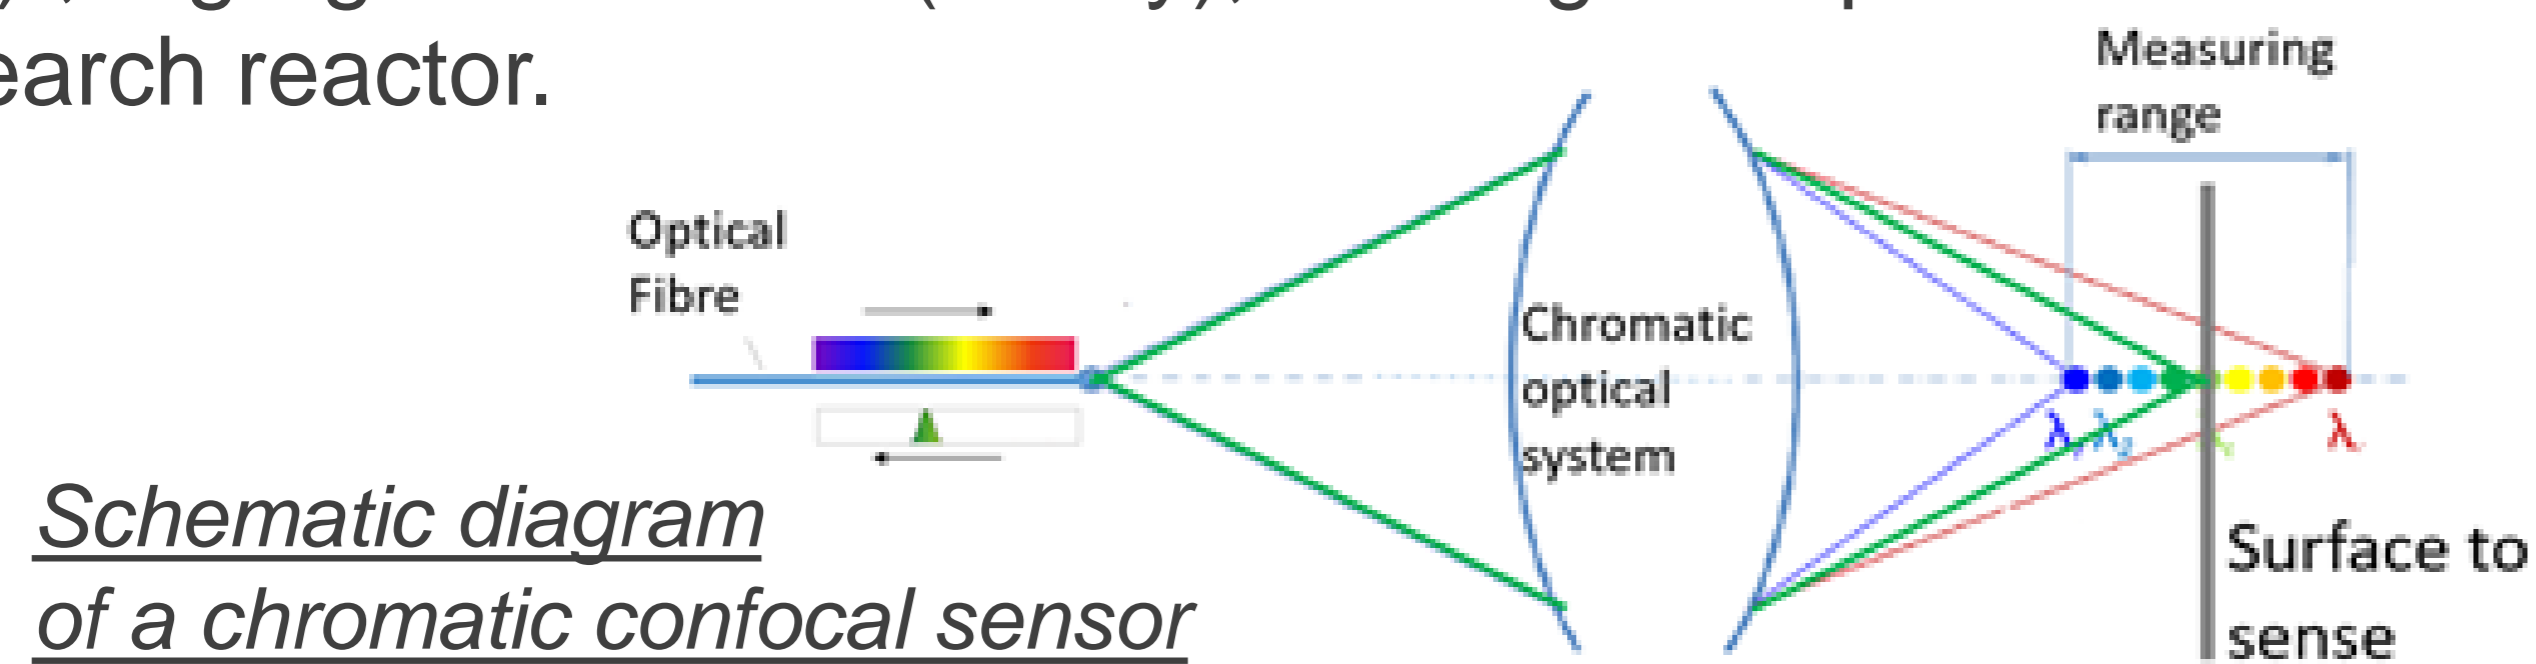 earch reactor.
Measuring
range
Optical
Fibre
Chromatic
optical
system
λ λ λ λ
Surface to
sense
Schematic diagram
of a chromatic confocal sensor